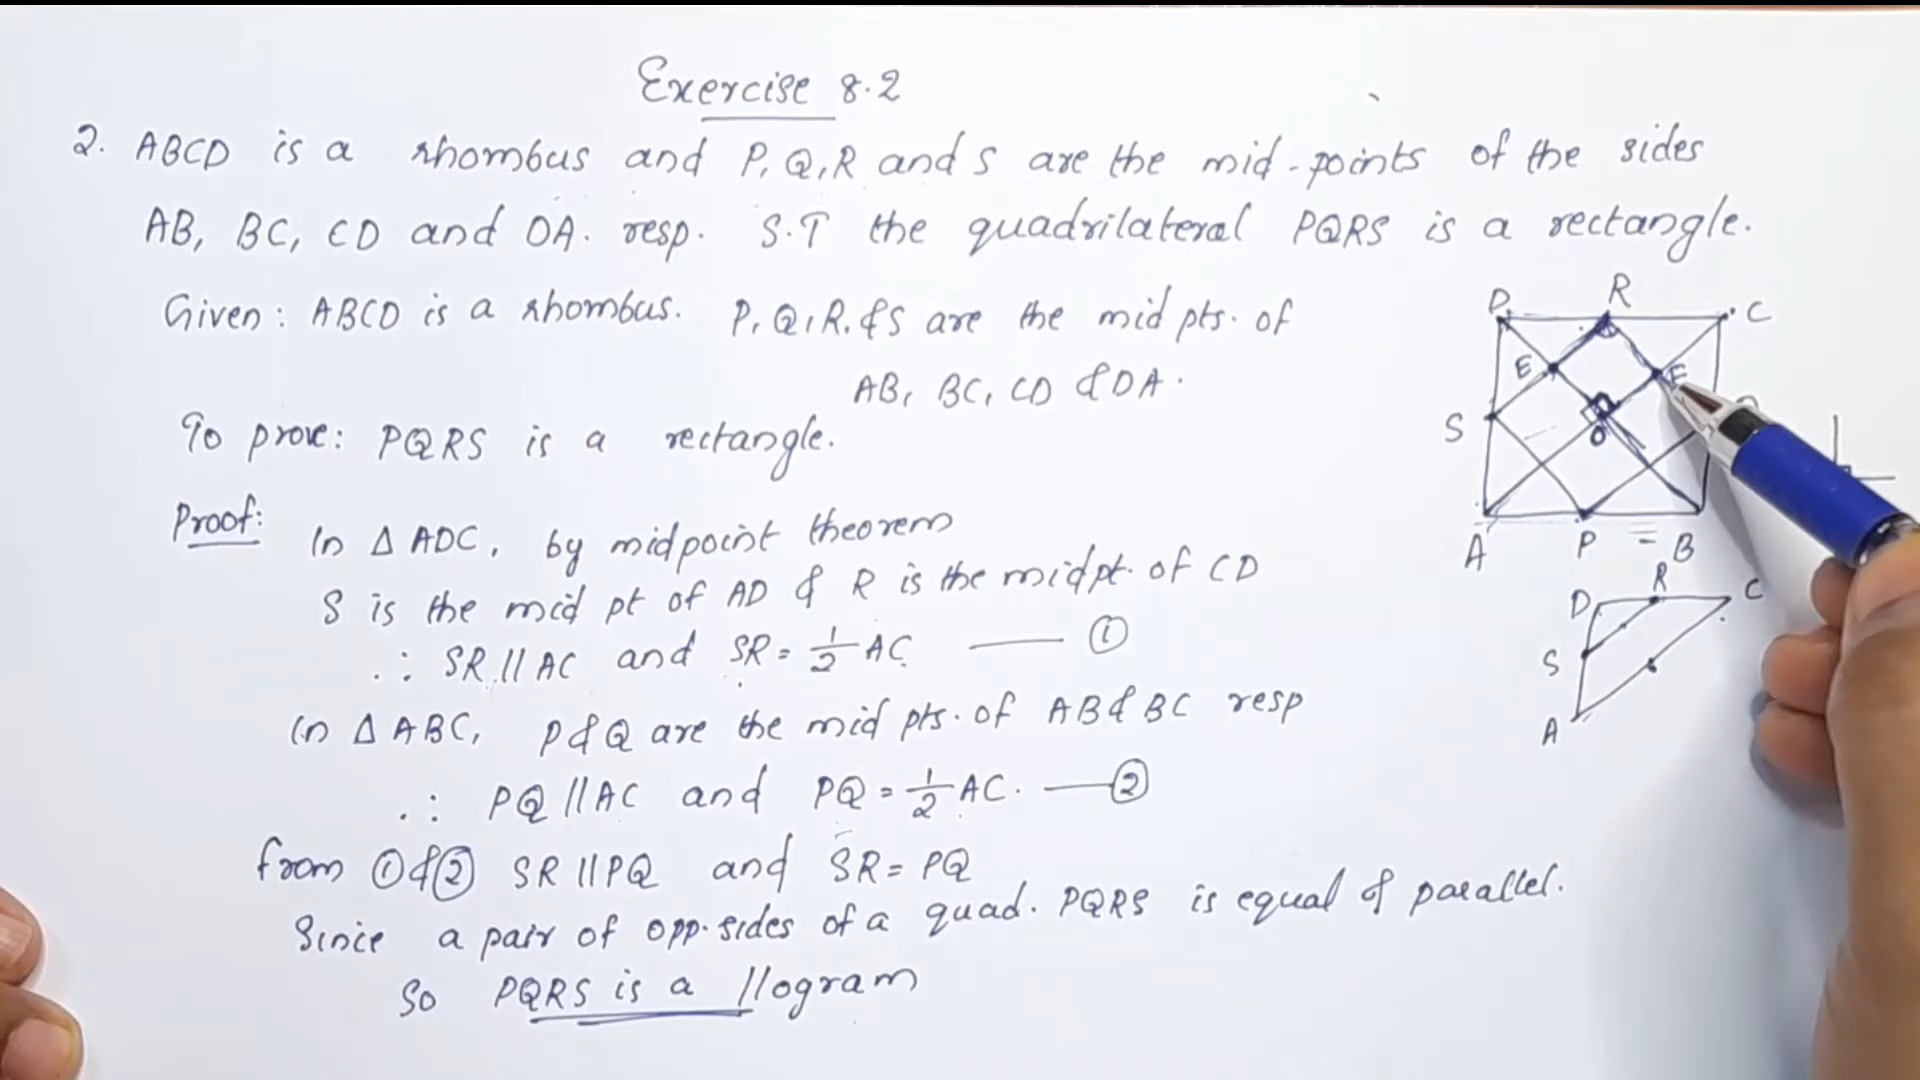 Exercise 8.2
2. ABCD is a rhombus and P, Q, R and S are the mid-points of the sides
AB, BC, CD and DA. resp. S.T the quadrilateral PQRS is a rectangle.
Given: ABCD is a rhombus. P, Q, R. & S are the mid pts. of
AB, BC, CD & DA.
To prove: PQRS is a rectangle.
Proof: In △ ADC, by midpoint theorem
S is the mid pt of AD & R is the midpt. of CD
∴ SR // AC and SR = 1/2 AC ①
In △ ABC, P & Q are the mid pts. of AB & BC resp
∴ PQ // AC and PQ = 1/2 AC. ②
from ① & ② SR // PQ and SR = PQ
Since a pair of opp. sides of a quad. PQRS is equal & parallel.
So PQRS is a //ogram
D R C
E F
S O
A P B
D R C
S
A